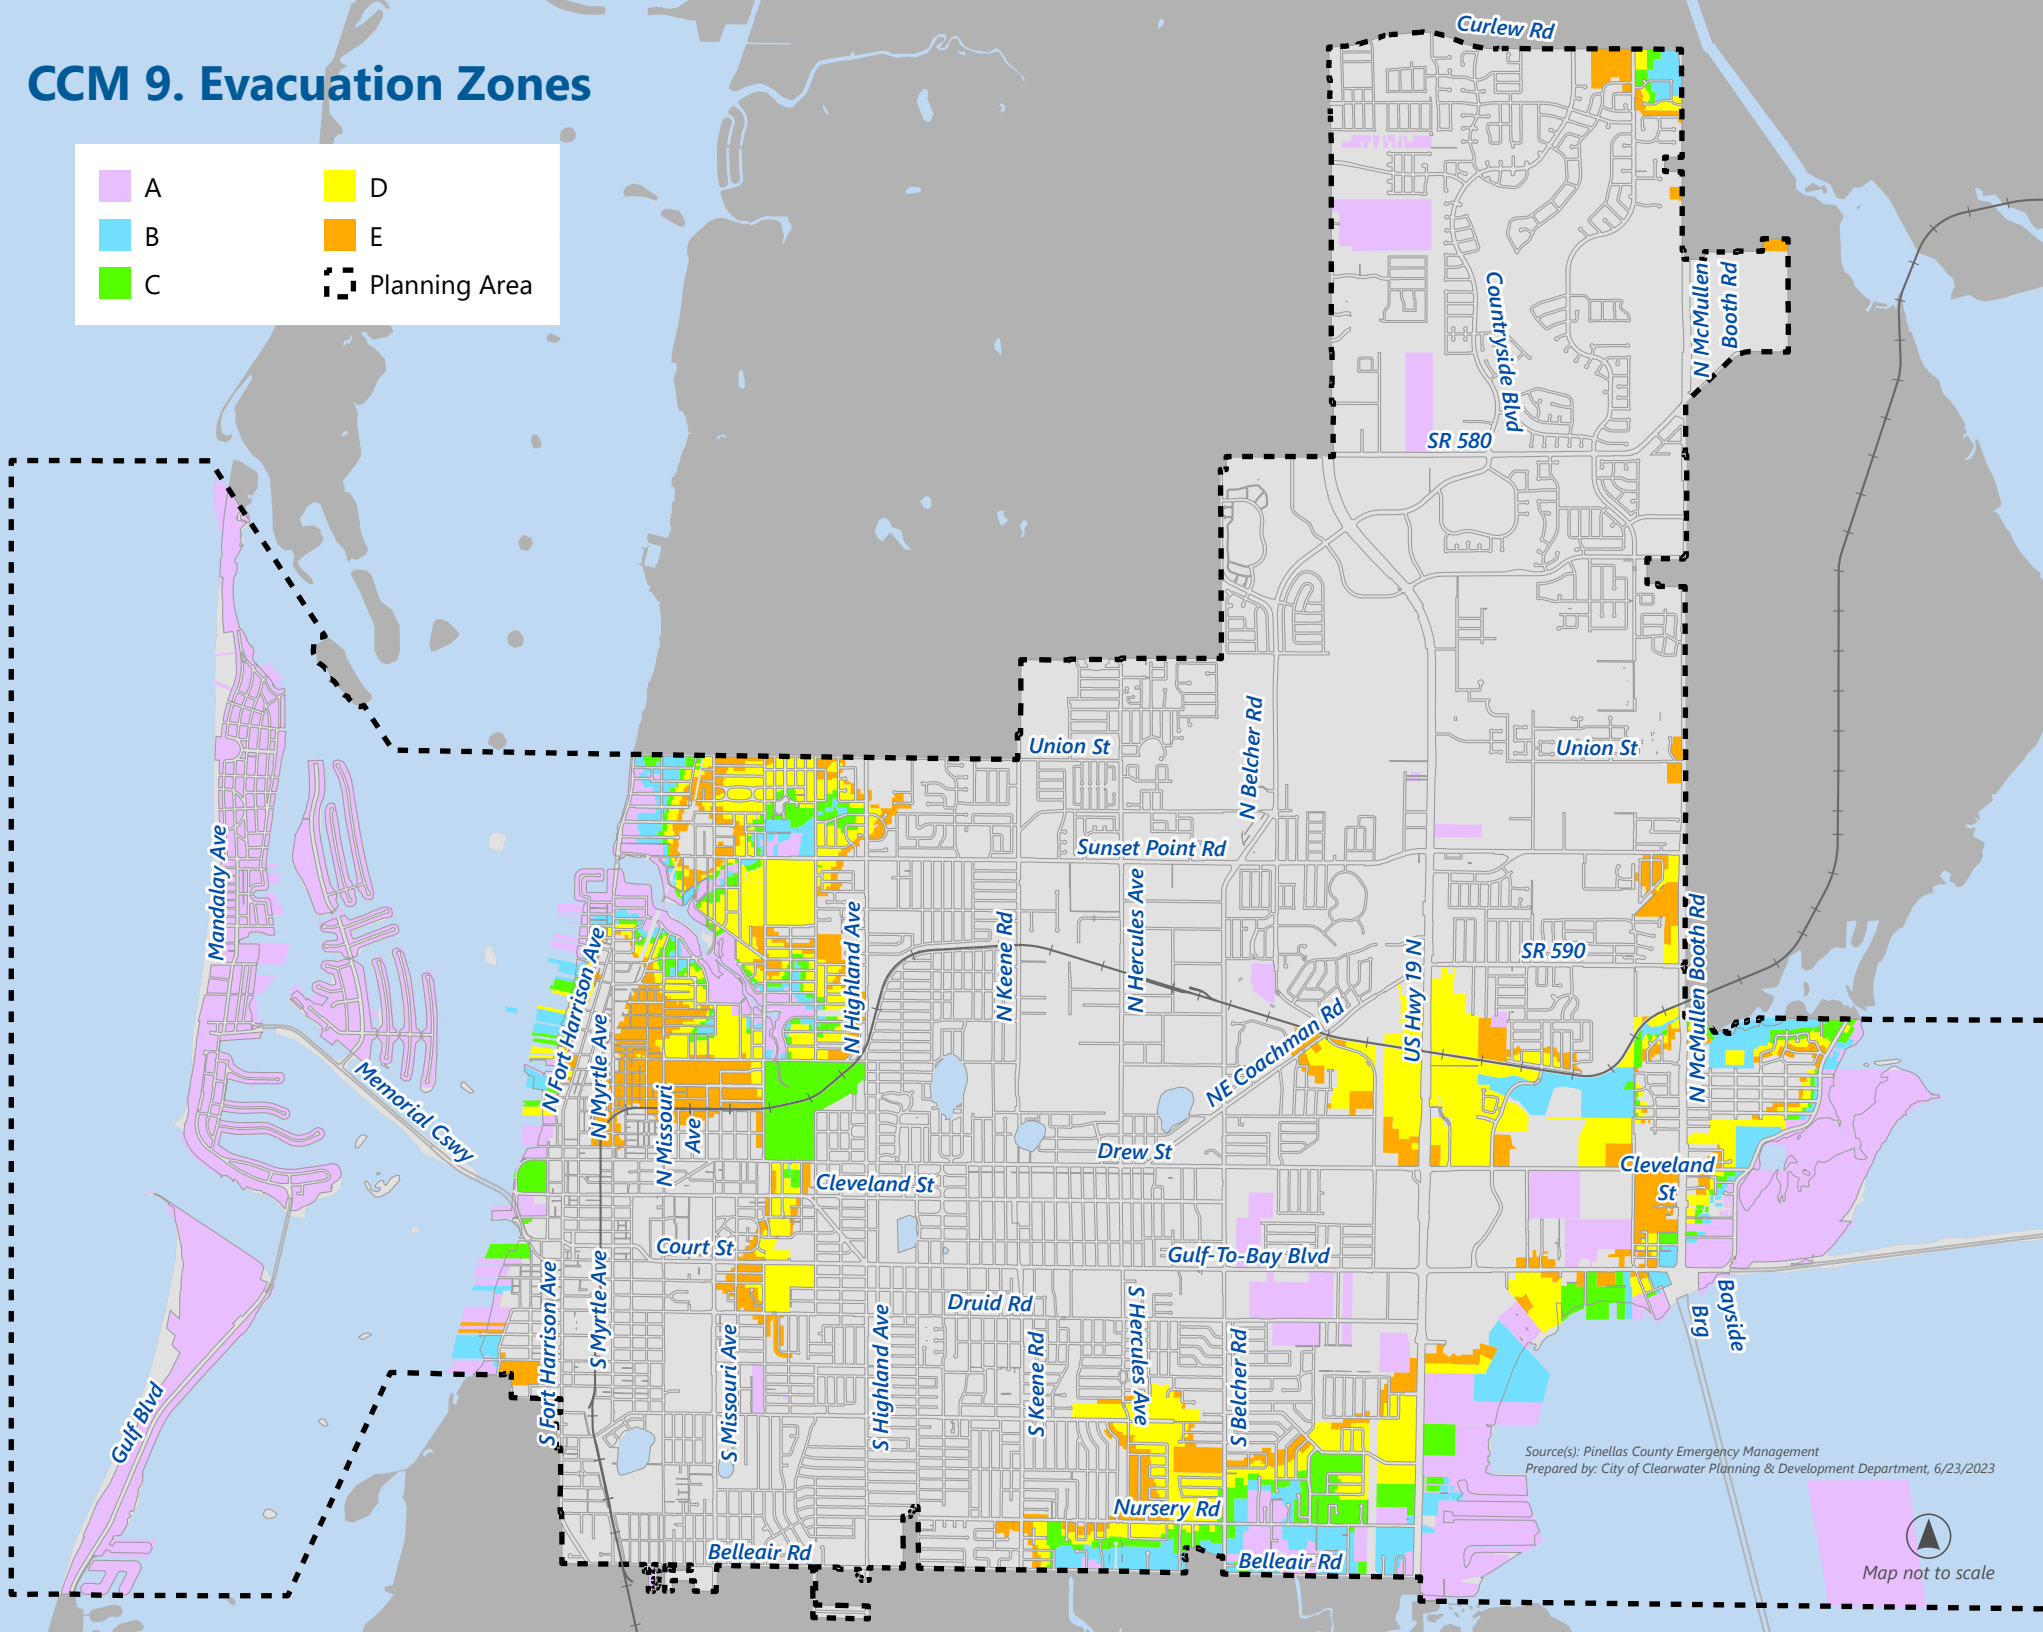 CCM 9. Evacuation Zones
A
D
B
E
C
Planning Area
Curlew Rd
N McMullen
Booth Rd
Countryside Blvd
SR 580
N Belcher Rd
Union St
Union St
Sunset Point Rd
Mandalay Ave
N Highland Ave
N Keene Rd
N Hercules Ave
SR 590
N McMullen Booth Rd
US Hwy 19 N
N Fort Harrison Ave
N Myrtle Ave
NE Coachman Rd
Memorial Cswy
N Missouri
Ave
Drew St
Cleveland St
Cleveland
St
Court St
Gulf-To-Bay Blvd
Druid Rd
S Fort Harrison Ave
S Myrtle Ave
S Missouri Ave
S Highland Ave
S Keene Rd
S Hercules Ave
S Belcher Rd
Bayside
Brg
Gulf Blvd
Source(s): Pinellas County Emergency Management
Prepared by: City of Clearwater Planning & Development Department, 6/23/2023
Nursery Rd
Belleair Rd
Belleair Rd
Map not to scale